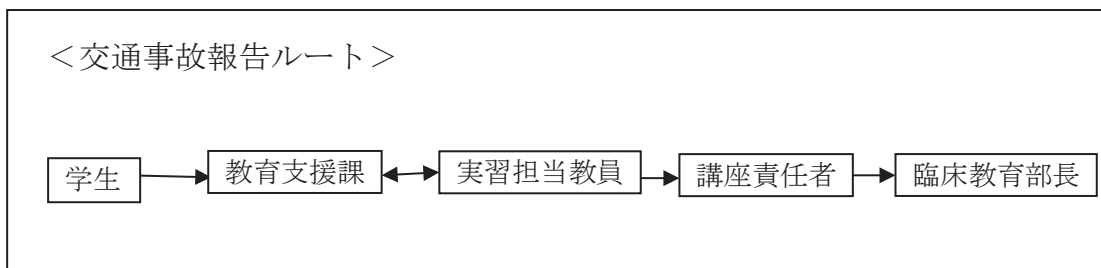 ＜交通事故報告ルート＞
学生
教育支援課
実習担当教員
講座責任者
臨床教育部長